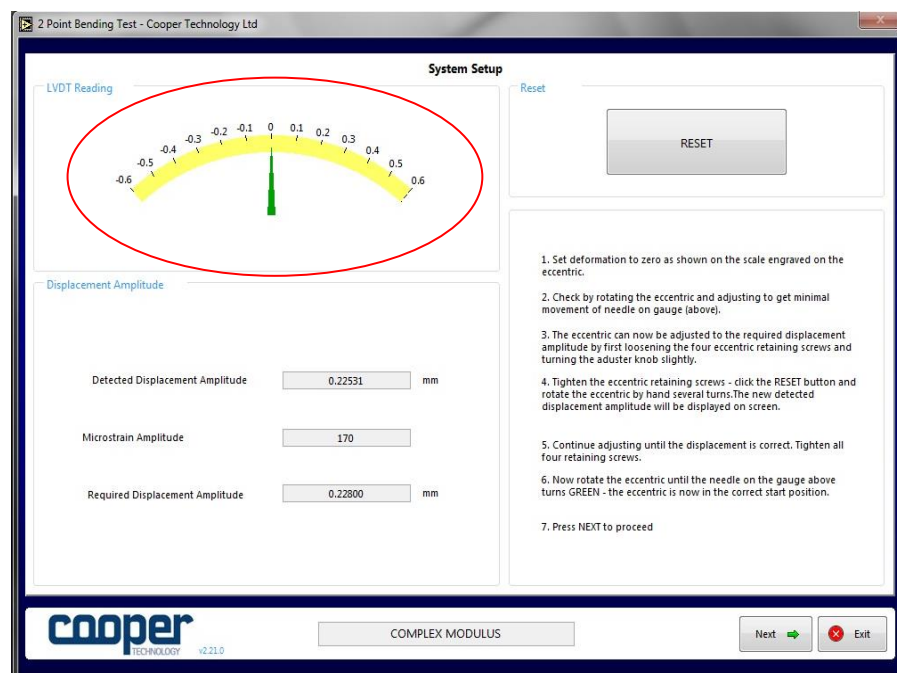 2 Point Bending Test - Cooper Technology Ltd
x
System Setup
LVDT Reading
-0.6
-0.5
-0.4
-0.3
-0.2
-0.1
0
0.1
0.2
0.3
0.4
0.5
0.6
Reset
RESET
1. Set deformation to zero as shown on the scale engraved on the
eccentric.
2. Check by rotating the eccentric and adjusting to get minimal
movement of needle on gauge (above).
3. The eccentric can now be adjusted to the required displacement
amplitude by first loosening the four eccentric retaining screws and
turning the aduster knob slightly.
4. Tighten the eccentric retaining screws - click the RESET button and
rotate the eccentric by hand several turns.The new detected
displacement amplitude will be displayed on screen.
5. Continue adjusting until the displacement is correct. Tighten all
four retaining screws.
6. Now rotate the eccentric until the needle on the gauge above
turns GREEN - the eccentric is now in the correct start position.
7. Press NEXT to proceed
Displacement Amplitude
Detected Displacement Amplitude 0.22531 mm
Microstrain Amplitude 170
Required Displacement Amplitude 0.22800 mm
cooper
TECHNOLOGY v2.21.0
COMPLEX MODULUS
Next
Exit